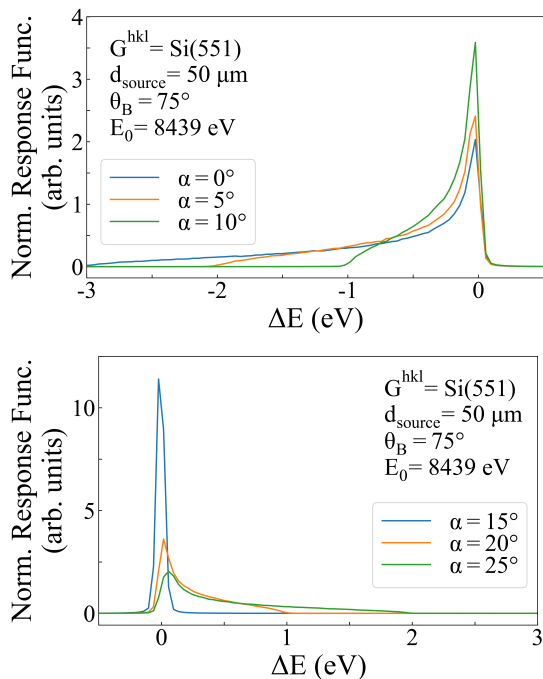 Norm. Response Func.
(arb. units)
4
3
2
1
0
G^hkl = Si(551)
d_source = 50 μm
θ_B = 75°
E_0 = 8439 eV
α = 0°
α = 5°
α = 10°
-3 -2 -1 0
ΔE (eV)
Norm. Response Func.
(arb. units)
10
5
0
G^hkl = Si(551)
d_source = 50 μm
θ_B = 75°
E_0 = 8439 eV
α = 15°
α = 20°
α = 25°
0 1 2 3
ΔE (eV)